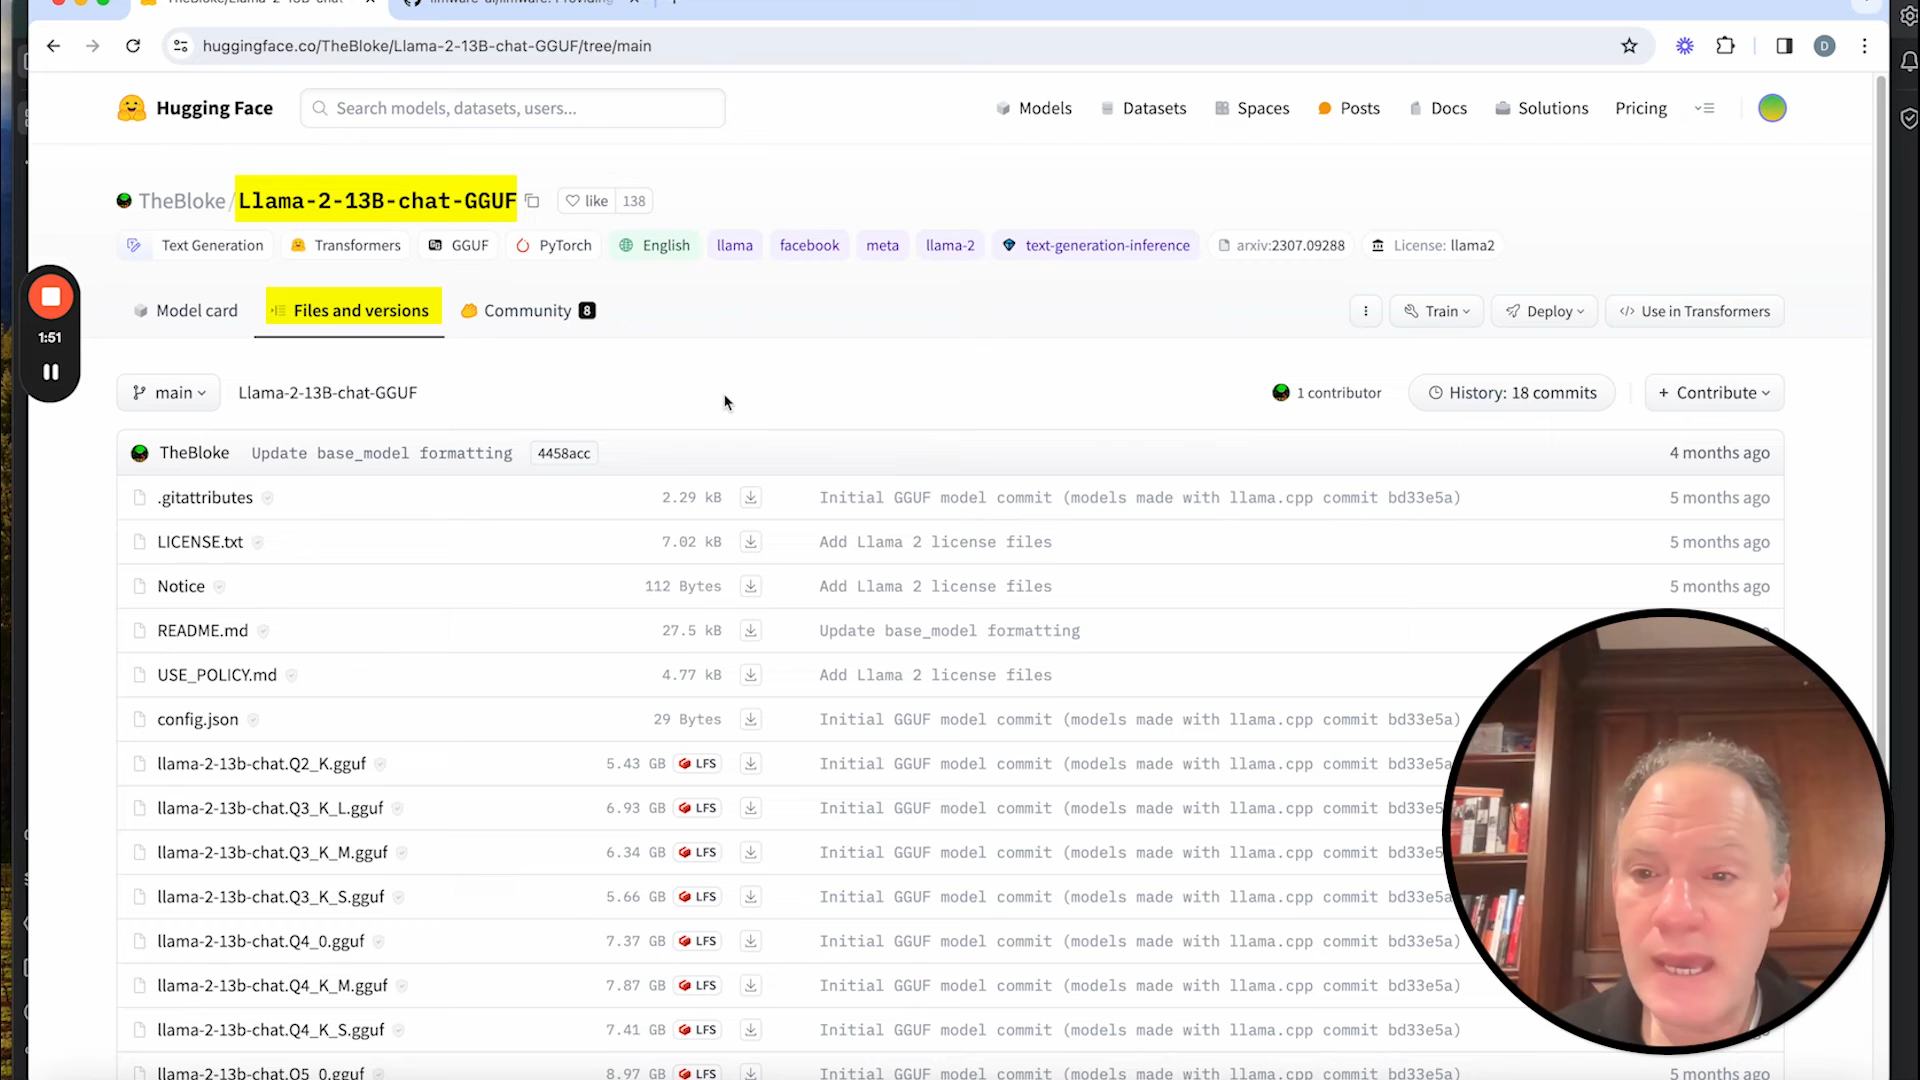 huggingface.co/TheBloke/Llama-2-13B-chat-GGUF/tree/main
D
Hugging Face
Search models, datasets, users...
Models
Datasets
Spaces
Posts
Docs
Solutions
Pricing
TheBloke/Llama-2-13B-chat-GGUF
like 138
Text Generation Transformers GGUF PyTorch English llama facebook meta llama-2 text-generation-inference arxiv:2307.09288 License: llama2
Model card Files and versions Community 8
Train Deploy </> Use in Transformers
1:51
main Llama-2-13B-chat-GGUF
1 contributor History: 18 commits + Contribute
TheBloke Update base_model formatting 4458acc 4 months ago
.gitattributes 2.29 kB Initial GGUF model commit (models made with llama.cpp commit bd33e5a) 5 months ago
LICENSE.txt 7.02 kB Add Llama 2 license files 5 months ago
Notice 112 Bytes Add Llama 2 license files 5 months ago
README.md 27.5 kB Update base_model formatting
USE_POLICY.md 4.77 kB Add Llama 2 license files
config.json 29 Bytes Initial GGUF model commit (models made with llama.cpp commit bd33e5a)
llama-2-13b-chat.Q2_K.gguf 5.43 GB LFS Initial GGUF model commit (models made with llama.cpp commit bd33e5a
llama-2-13b-chat.Q3_K_L.gguf 6.93 GB LFS Initial GGUF model commit (models made with llama.cpp commit bd33e5
llama-2-13b-chat.Q3_K_M.gguf 6.34 GB LFS Initial GGUF model commit (models made with llama.cpp commit bd33e5
llama-2-13b-chat.Q3_K_S.gguf 5.66 GB LFS Initial GGUF model commit (models made with llama.cpp commit bd33e5a
llama-2-13b-chat.Q4_0.gguf 7.37 GB LFS Initial GGUF model commit (models made with llama.cpp commit bd33e5a)
llama-2-13b-chat.Q4_K_M.gguf 7.87 GB LFS Initial GGUF model commit (models made with llama.cpp commit bd33e5a)
llama-2-13b-chat.Q4_K_S.gguf 7.41 GB LFS Initial GGUF model commit (models made with llama.cpp commit bd33e5a)
llama-2-13b-chat.Q5_0.gguf 8.97 GB LFS Initial GGUF model commit (models made with llama.cpp commit bd33e5a) 5 months ago